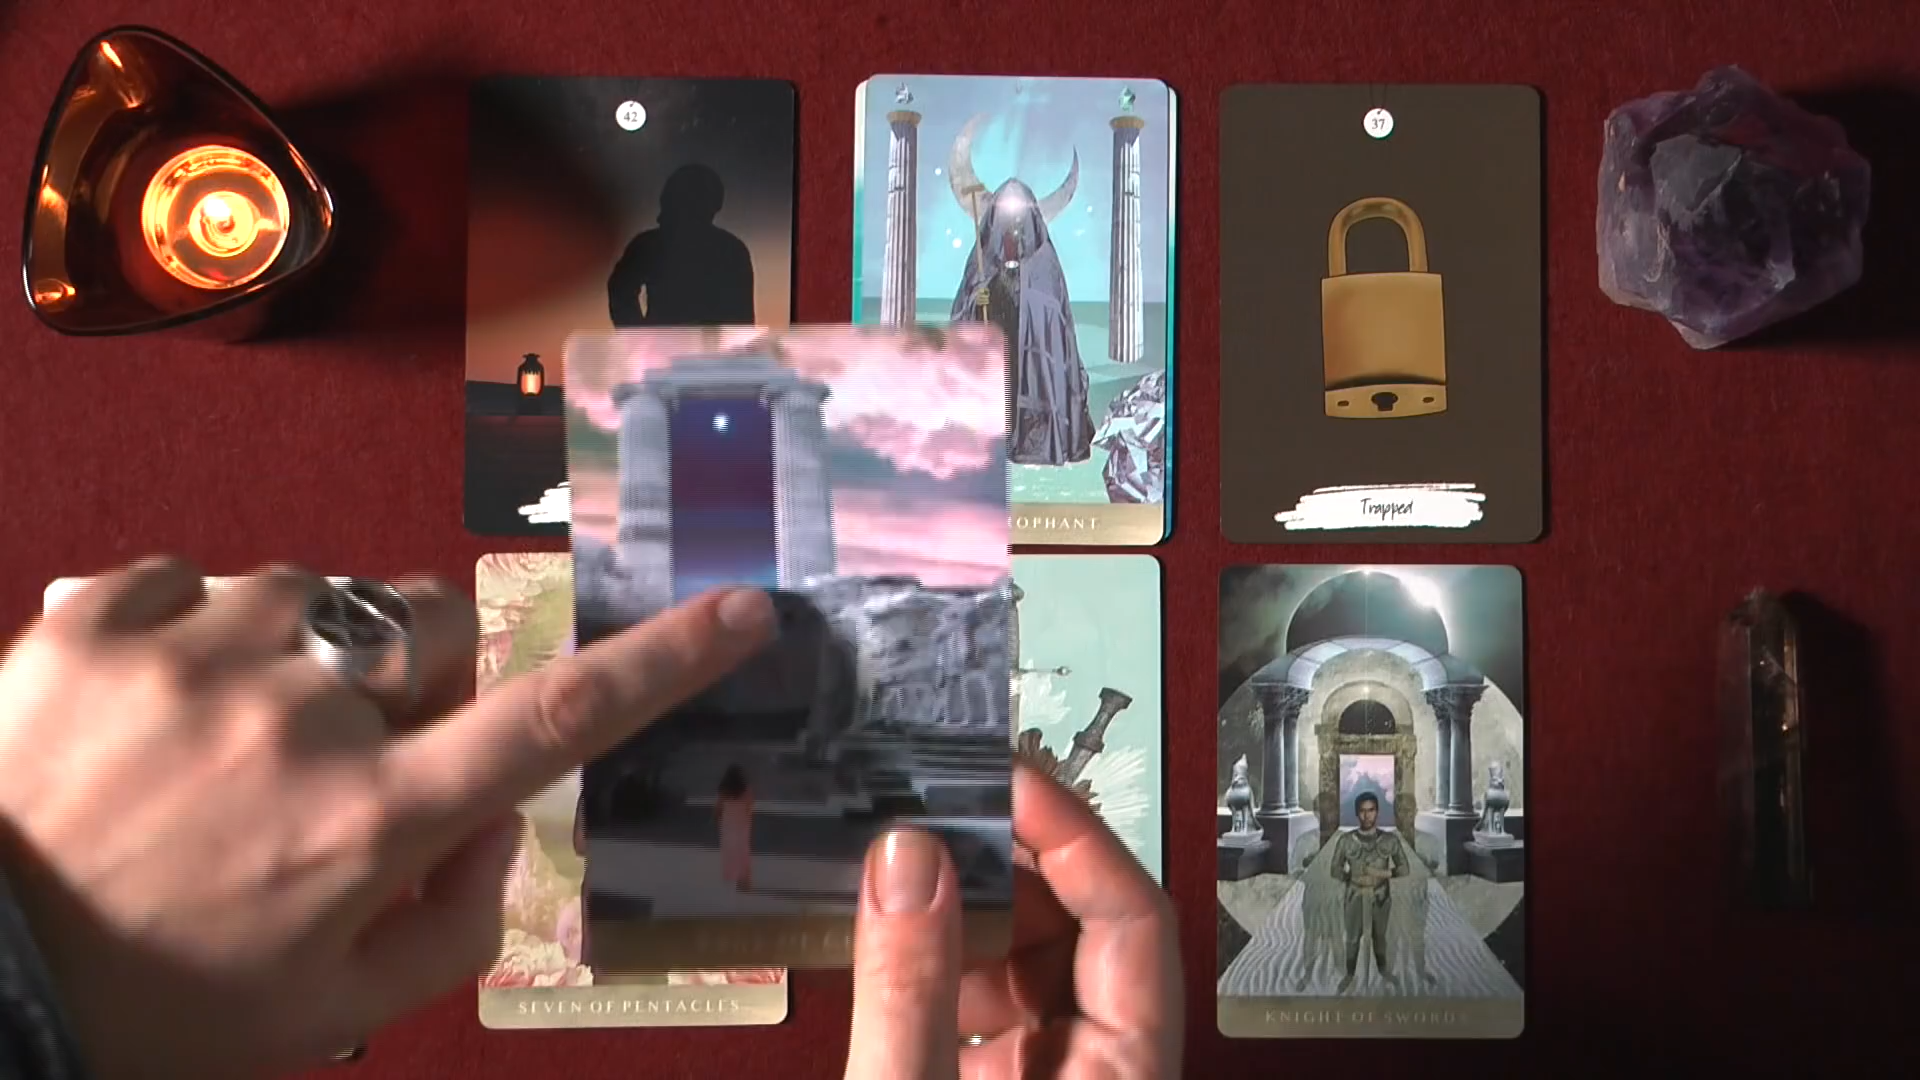 42
OPHANT
37
Trapped
SEVEN OF PENTACLES
KNIGHT OF SWORDS